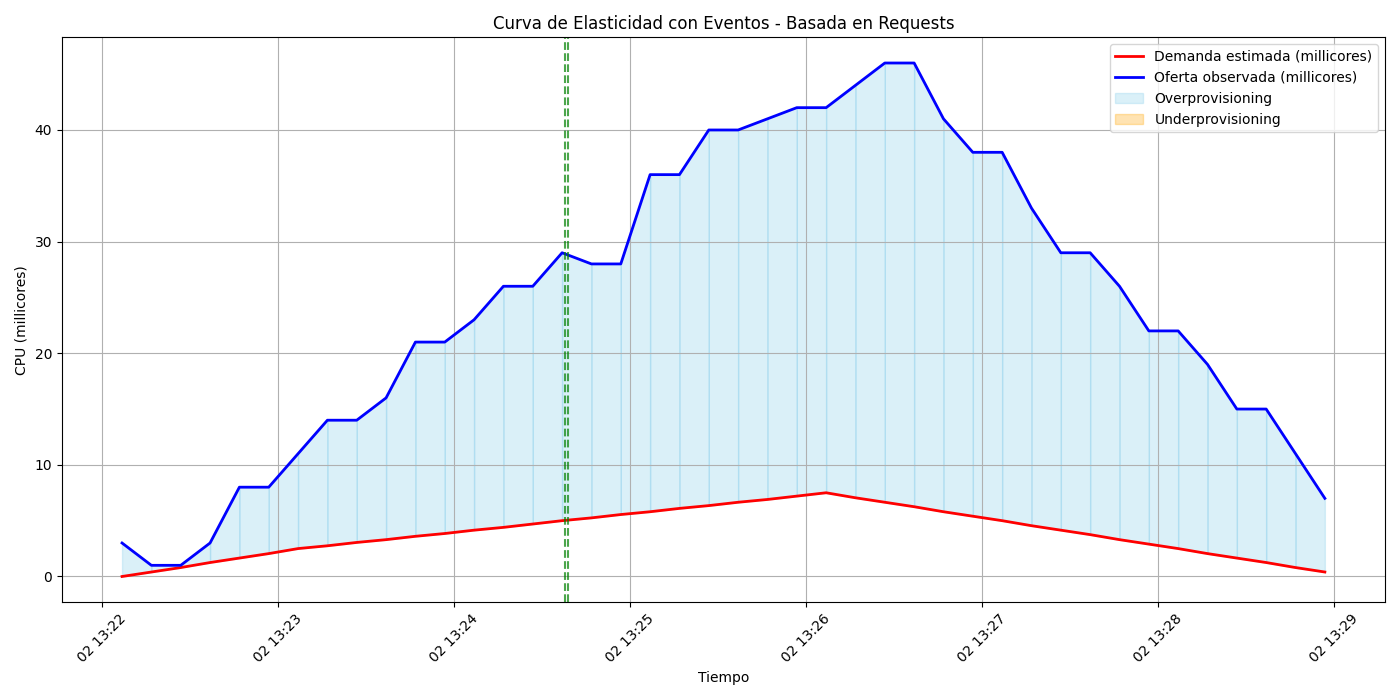 Curva de Elasticidad con Eventos - Basada en Requests
Demanda estimada (millicores)
Oferta observada (millicores)
Overprovisioning
Underprovisioning
CPU (millicores)
40
30
20
10
0
02 13:22
02 13:23
02 13:24
02 13:25
02 13:26
02 13:27
02 13:28
02 13:29
Tiempo